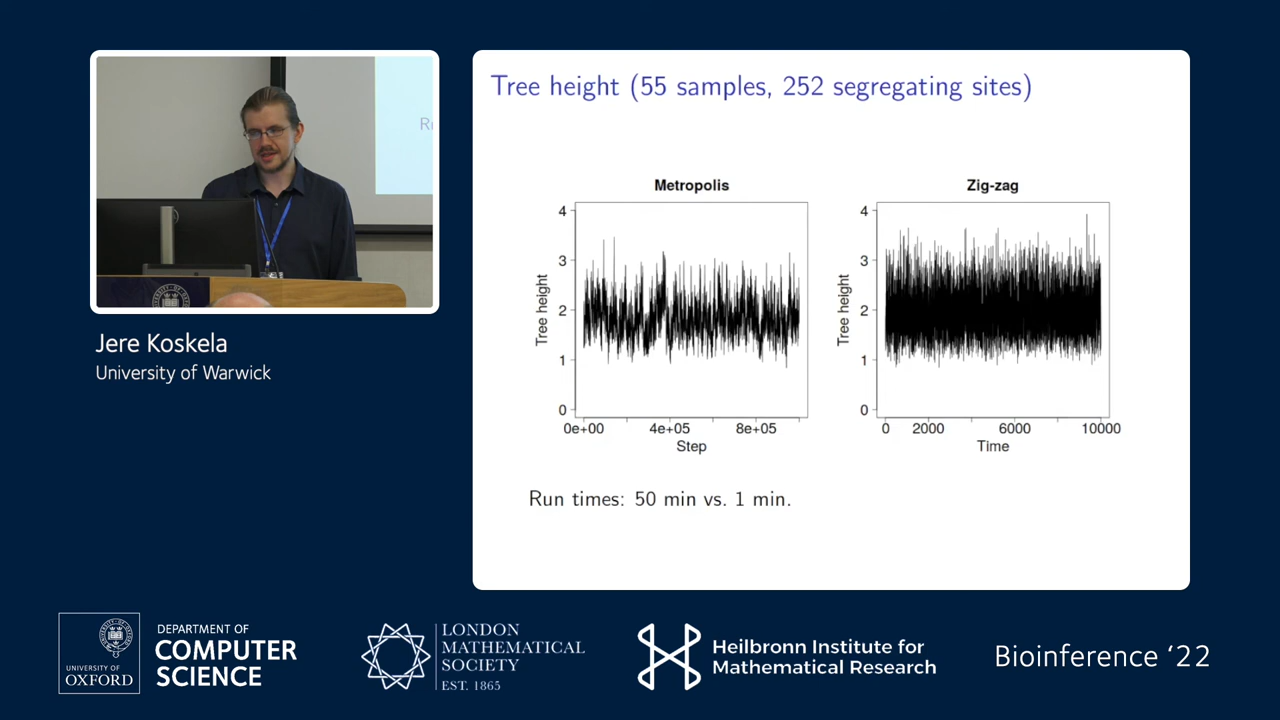 Tree height (55 samples, 252 segregating sites)
Metropolis
Tree height
4
3
2
1
0
0e+00 4e+05 8e+05
Step
Zig-zag
Tree height
4
3
2
1
0
0 2000 6000 10000
Time
Run times: 50 min vs. 1 min.
Jere Koskela
University of Warwick
UNIVERSITY OF
OXFORD
DEPARTMENT OF
COMPUTER
SCIENCE
LONDON
MATHEMATICAL
SOCIETY
EST. 1865
Heilbronn Institute for
Mathematical Research
Bioinference ‘22